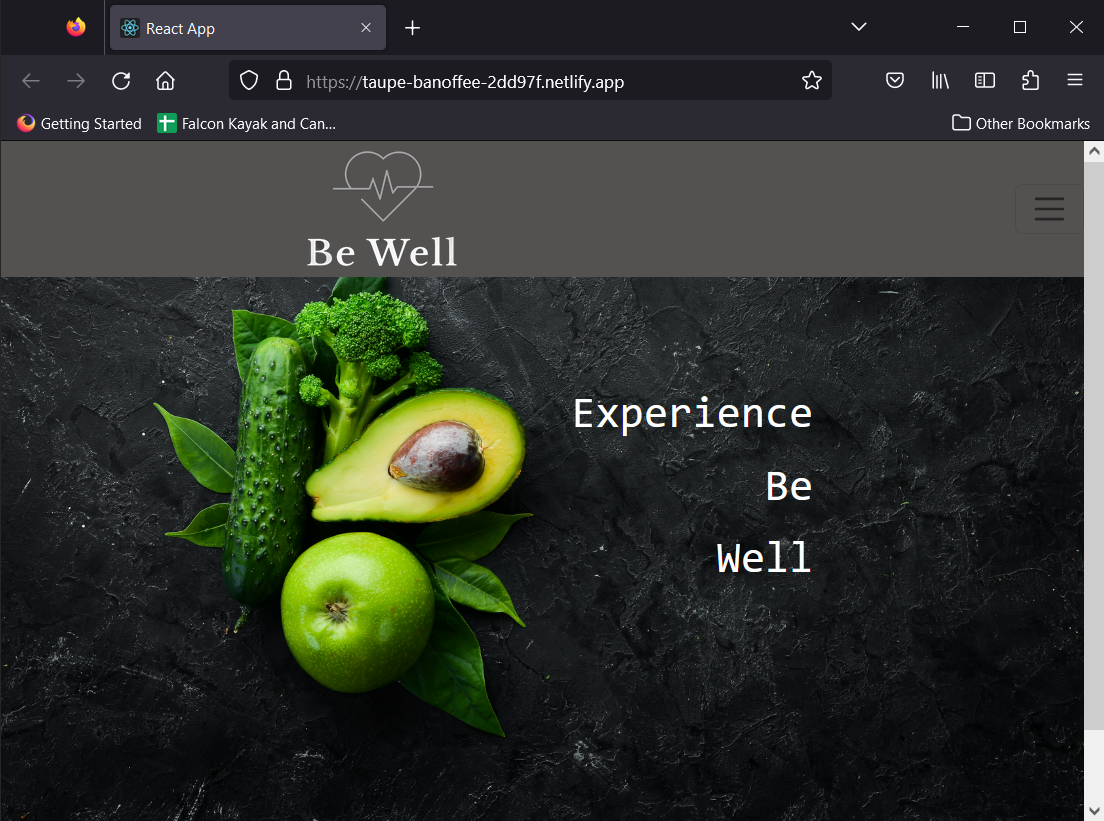 React App
https://taupe-banoffee-2dd97f.netlify.app
Getting Started Falcon Kayak and Can... Other Bookmarks
Be Well
Experience
Be
Well